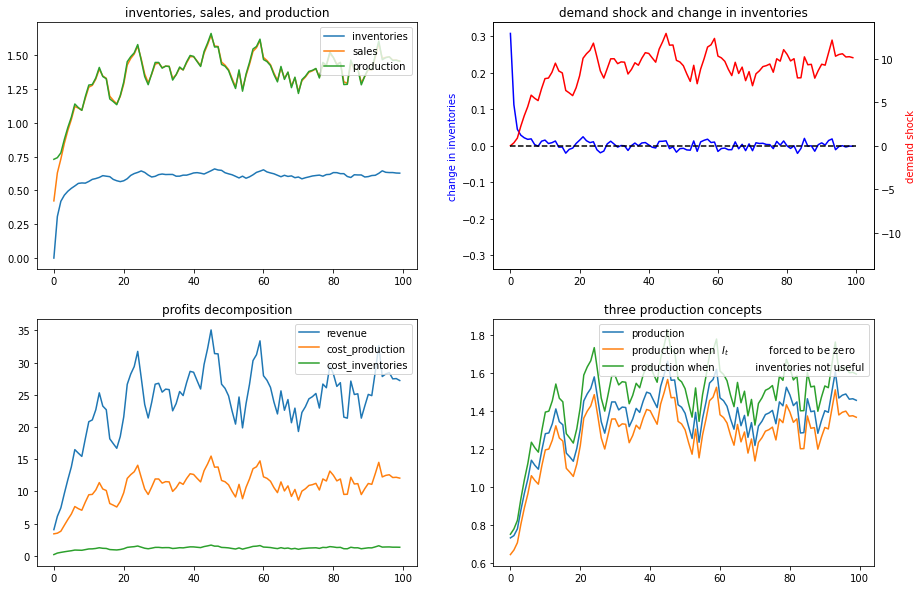 inventories, sales, and production
inventories
sales
production
1.50
1.25
1.00
0.75
0.50
0.25
0.00
0 20 40 60 80 100
demand shock and change in inventories
change in inventories
0.3
0.2
0.1
0.0
−0.1
−0.2
−0.3
demand shock
10
5
0
−5
−10
0 20 40 60 80 100
profits decomposition
revenue
cost_production
cost_inventories
35
30
25
20
15
10
5
0
0 20 40 60 80 100
three production concepts
production
production when I_t forced to be zero
production when inventories not useful
1.8
1.6
1.4
1.2
1.0
0.8
0.6
0 20 40 60 80 100